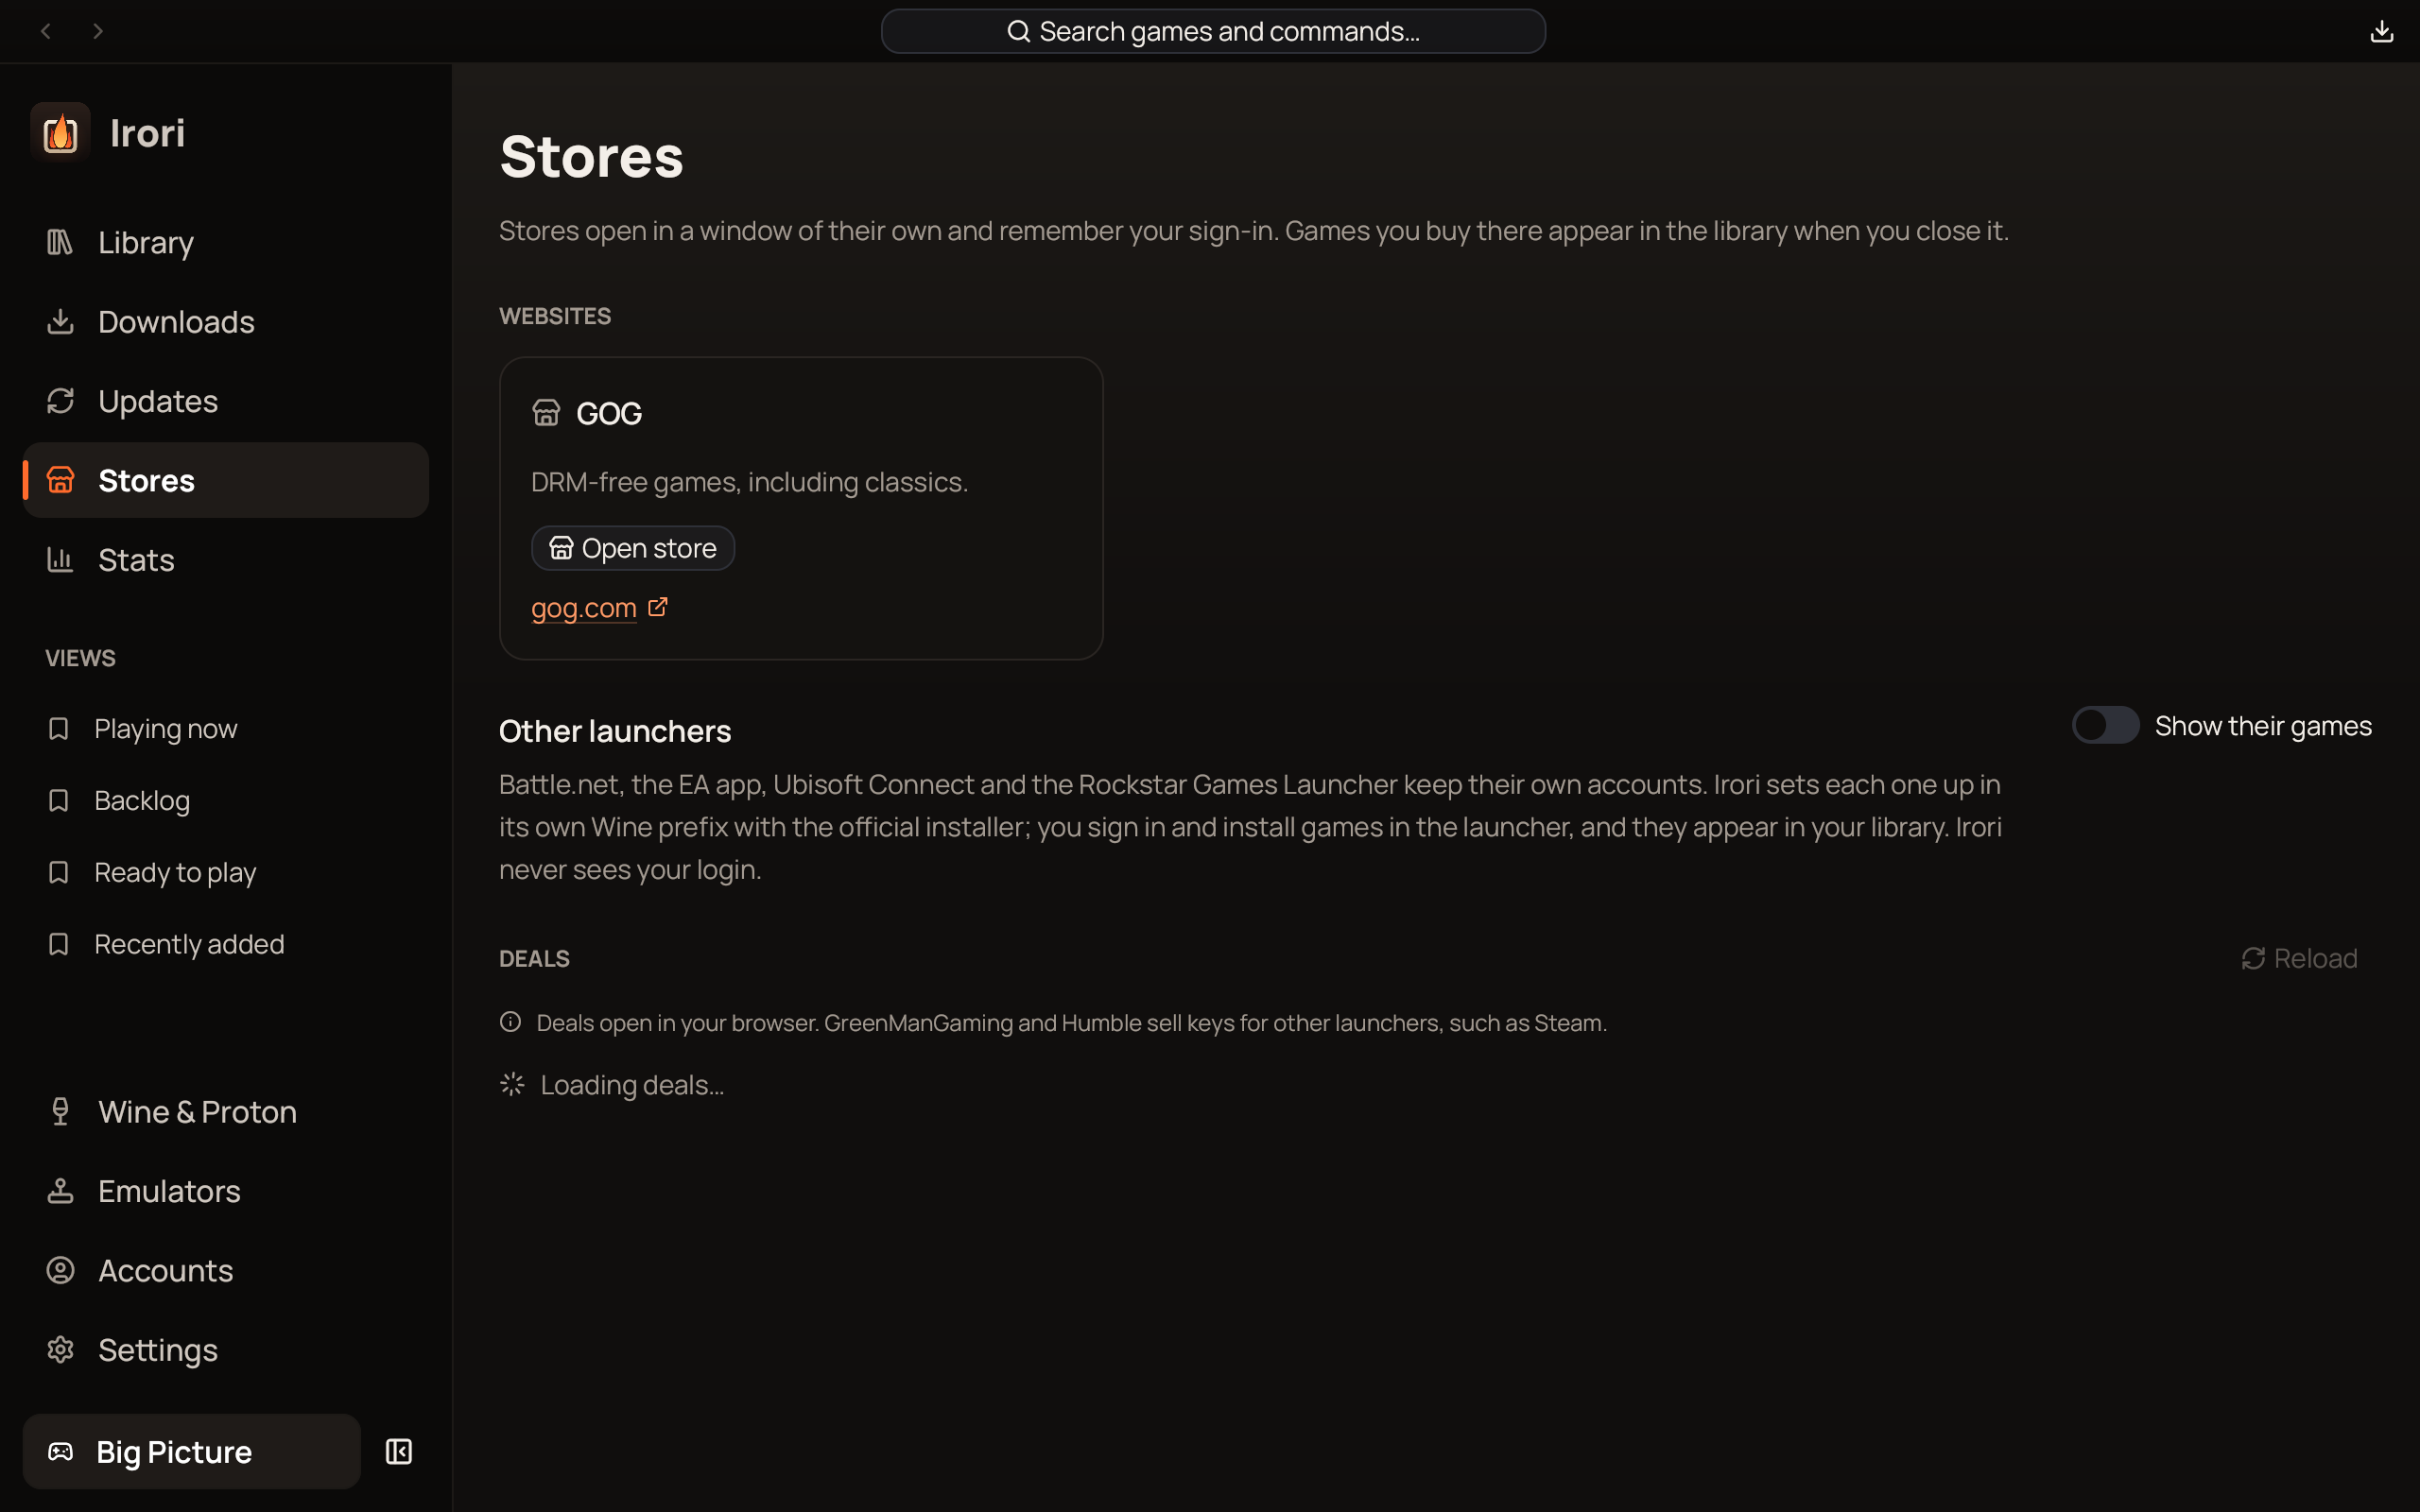 Search games and commands...
Irori
Library
Downloads
Updates
Stores
Stats
VIEWS
Playing now
Backlog
Ready to play
Recently added
Wine & Proton
Emulators
Accounts
Settings
Big Picture
Stores
Stores open in a window of their own and remember your sign-in. Games you buy there appear in the library when you close it.
WEBSITES
GOG
DRM-free games, including classics.
Open store
gog.com
Other launchers
Show their games
Battle.net, the EA app, Ubisoft Connect and the Rockstar Games Launcher keep their own accounts. Irori sets each one up in
its own Wine prefix with the official installer; you sign in and install games in the launcher, and they appear in your library. Irori
never sees your login.
DEALS
Reload
Deals open in your browser. GreenManGaming and Humble sell keys for other launchers, such as Steam.
Loading deals...